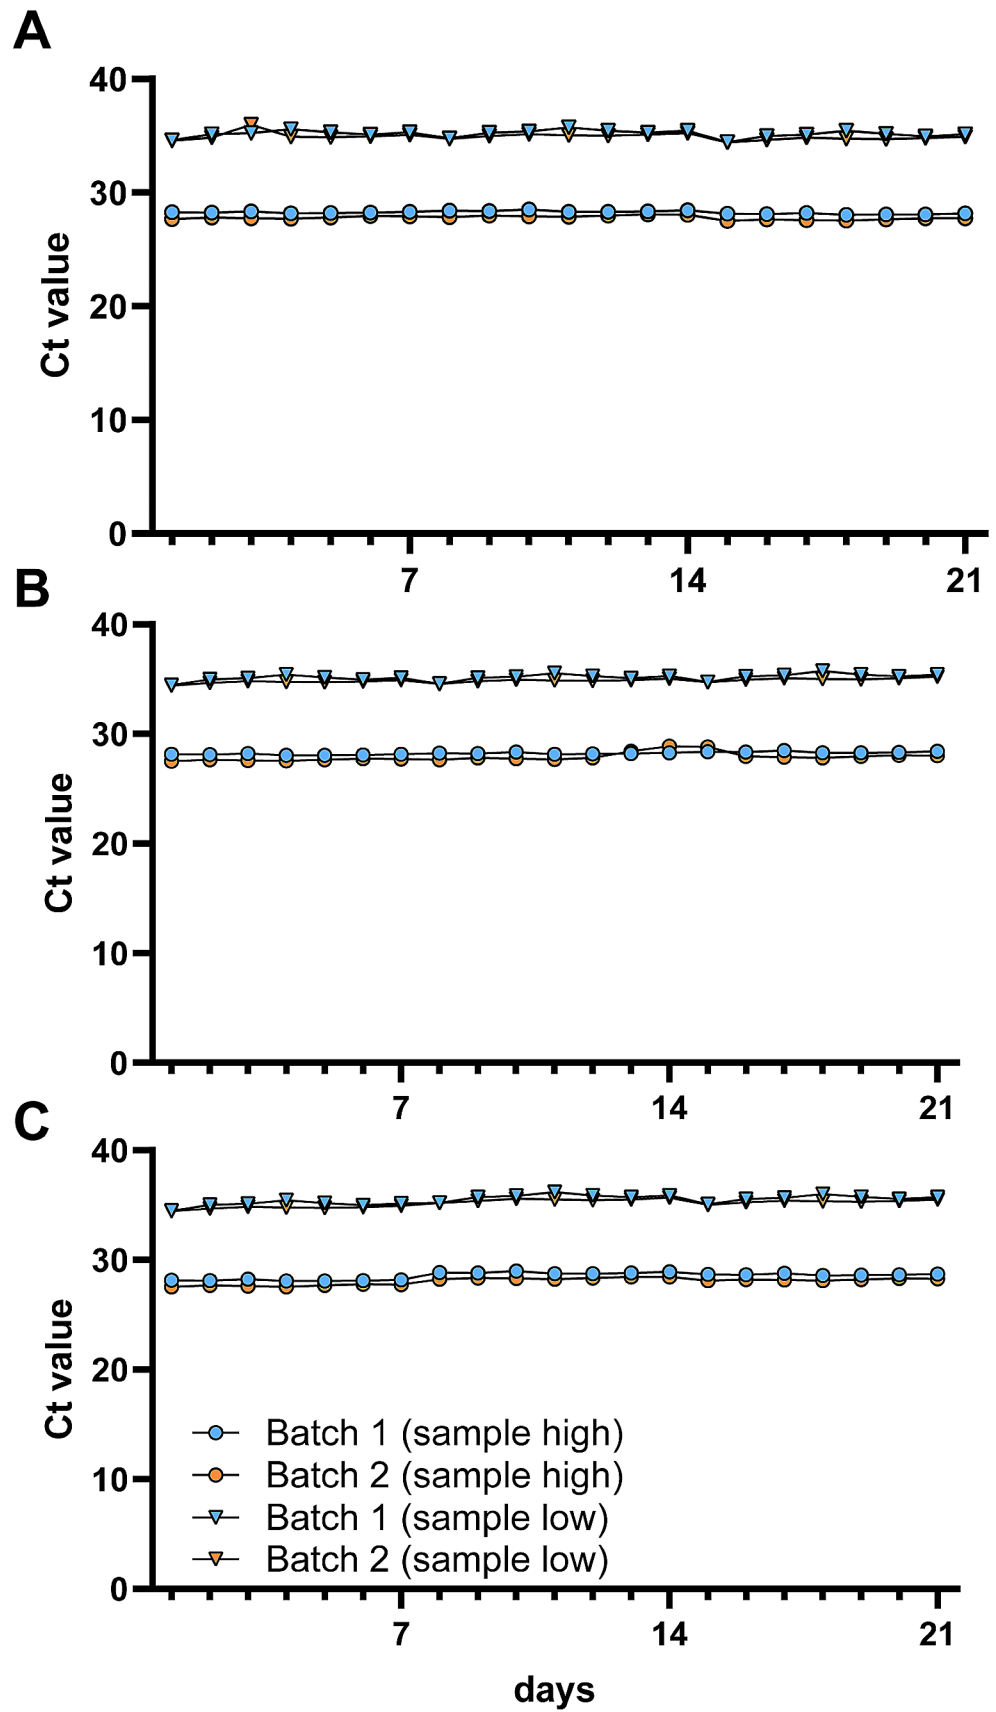 A
40
30
20
10
0
Ct value
7 14 21
B
40
30
20
10
0
Ct value
7 14 21
C
40
30
20
10
0
Ct value
Batch 1 (sample high)
Batch 2 (sample high)
Batch 1 (sample low)
Batch 2 (sample low)
7 14 21
days